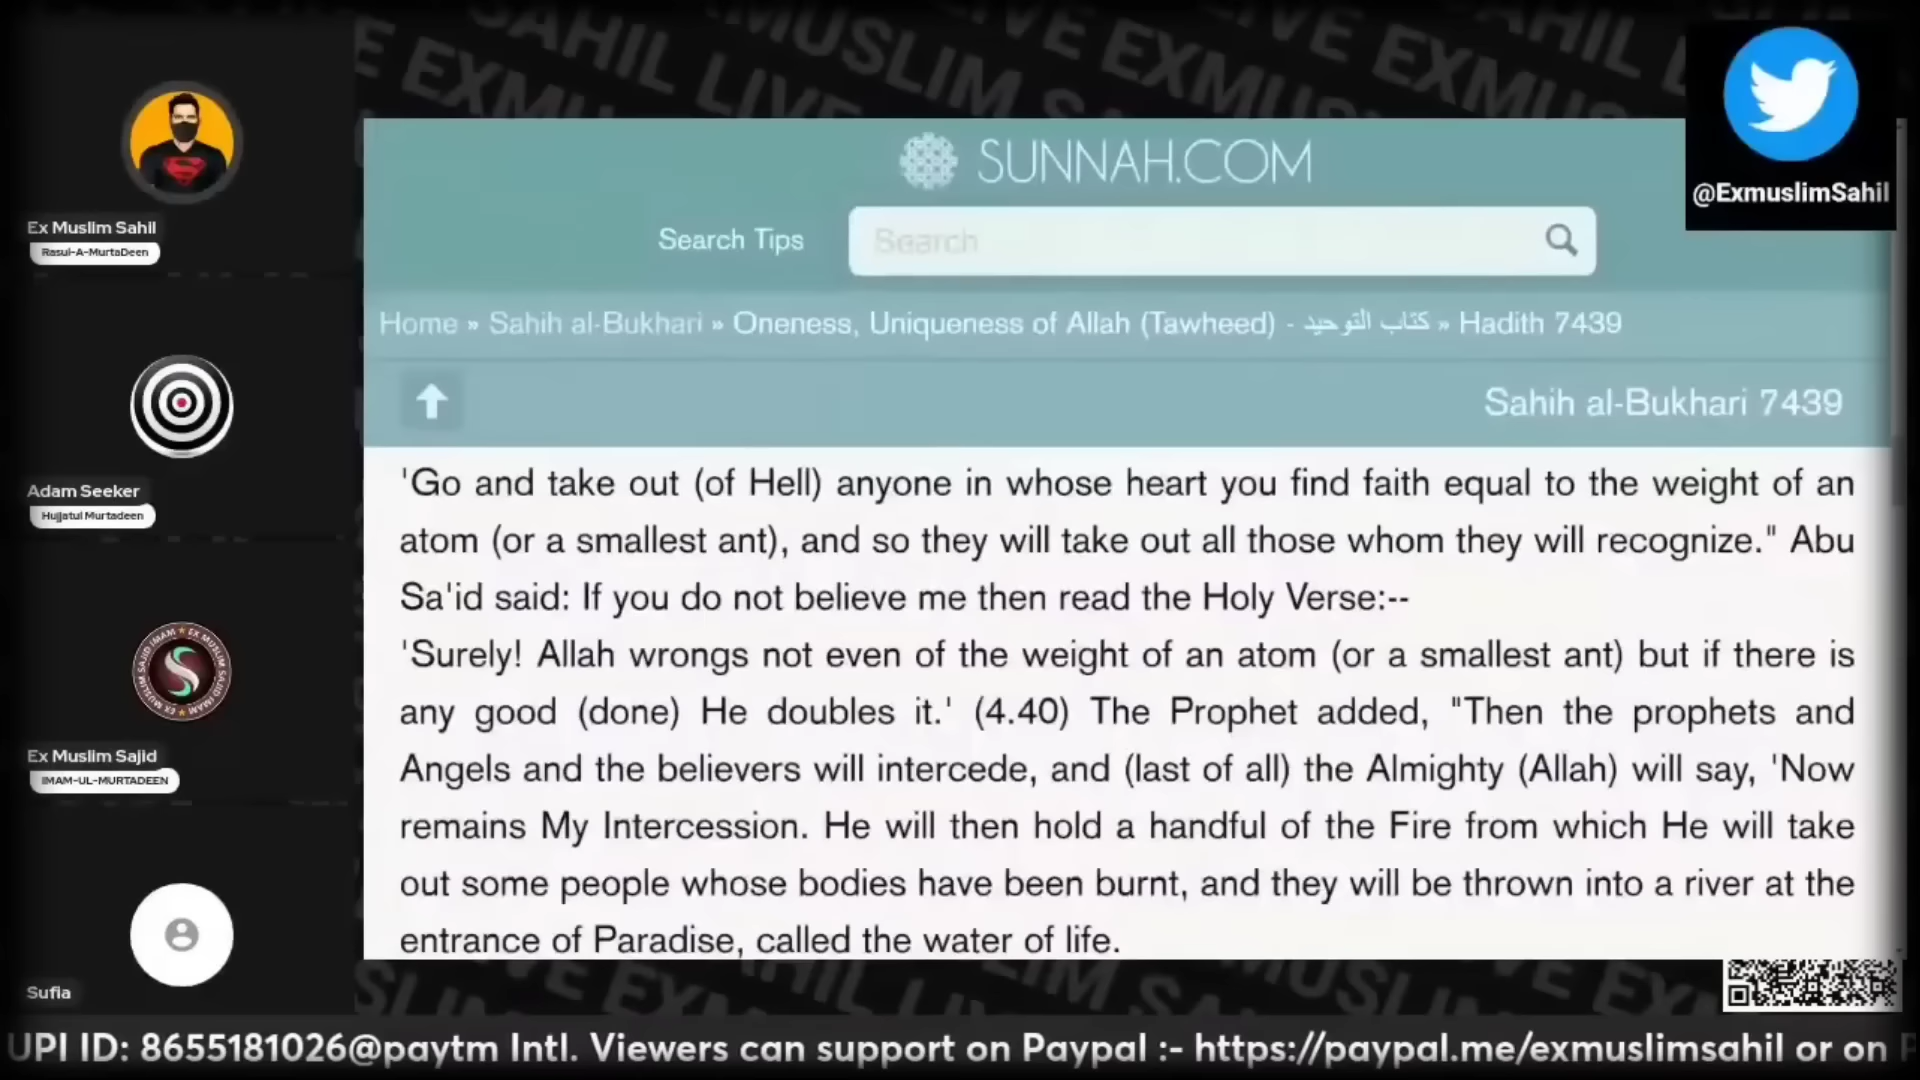 Ex Muslim Sahil
Rasul-A-MurtaDeen
Adam Seeker
Hujjatul Murtadeen
Ex Muslim Sajid
IMAM-UL-MURTADEEN
Sufia
SUNNAH.COM
Search Tips
Search
@ExmuslimSahil
Home » Sahih al-Bukhari » Oneness, Uniqueness of Allah (Tawheed) - كتاب التوحيد » Hadith 7439
Sahih al-Bukhari 7439
'Go and take out (of Hell) anyone in whose heart you find faith equal to the weight of an
atom (or a smallest ant), and so they will take out all those whom they will recognize." Abu
Sa'id said: If you do not believe me then read the Holy Verse:--
'Surely! Allah wrongs not even of the weight of an atom (or a smallest ant) but if there is
any good (done) He doubles it.' (4.40) The Prophet added, "Then the prophets and
Angels and the believers will intercede, and (last of all) the Almighty (Allah) will say, 'Now
remains My Intercession. He will then hold a handful of the Fire from which He will take
out some people whose bodies have been burnt, and they will be thrown into a river at the
entrance of Paradise, called the water of life.
UPI ID: 8655181026@paytm Intl. Viewers can support on Paypal :- https://paypal.me/exmuslimsahil or on